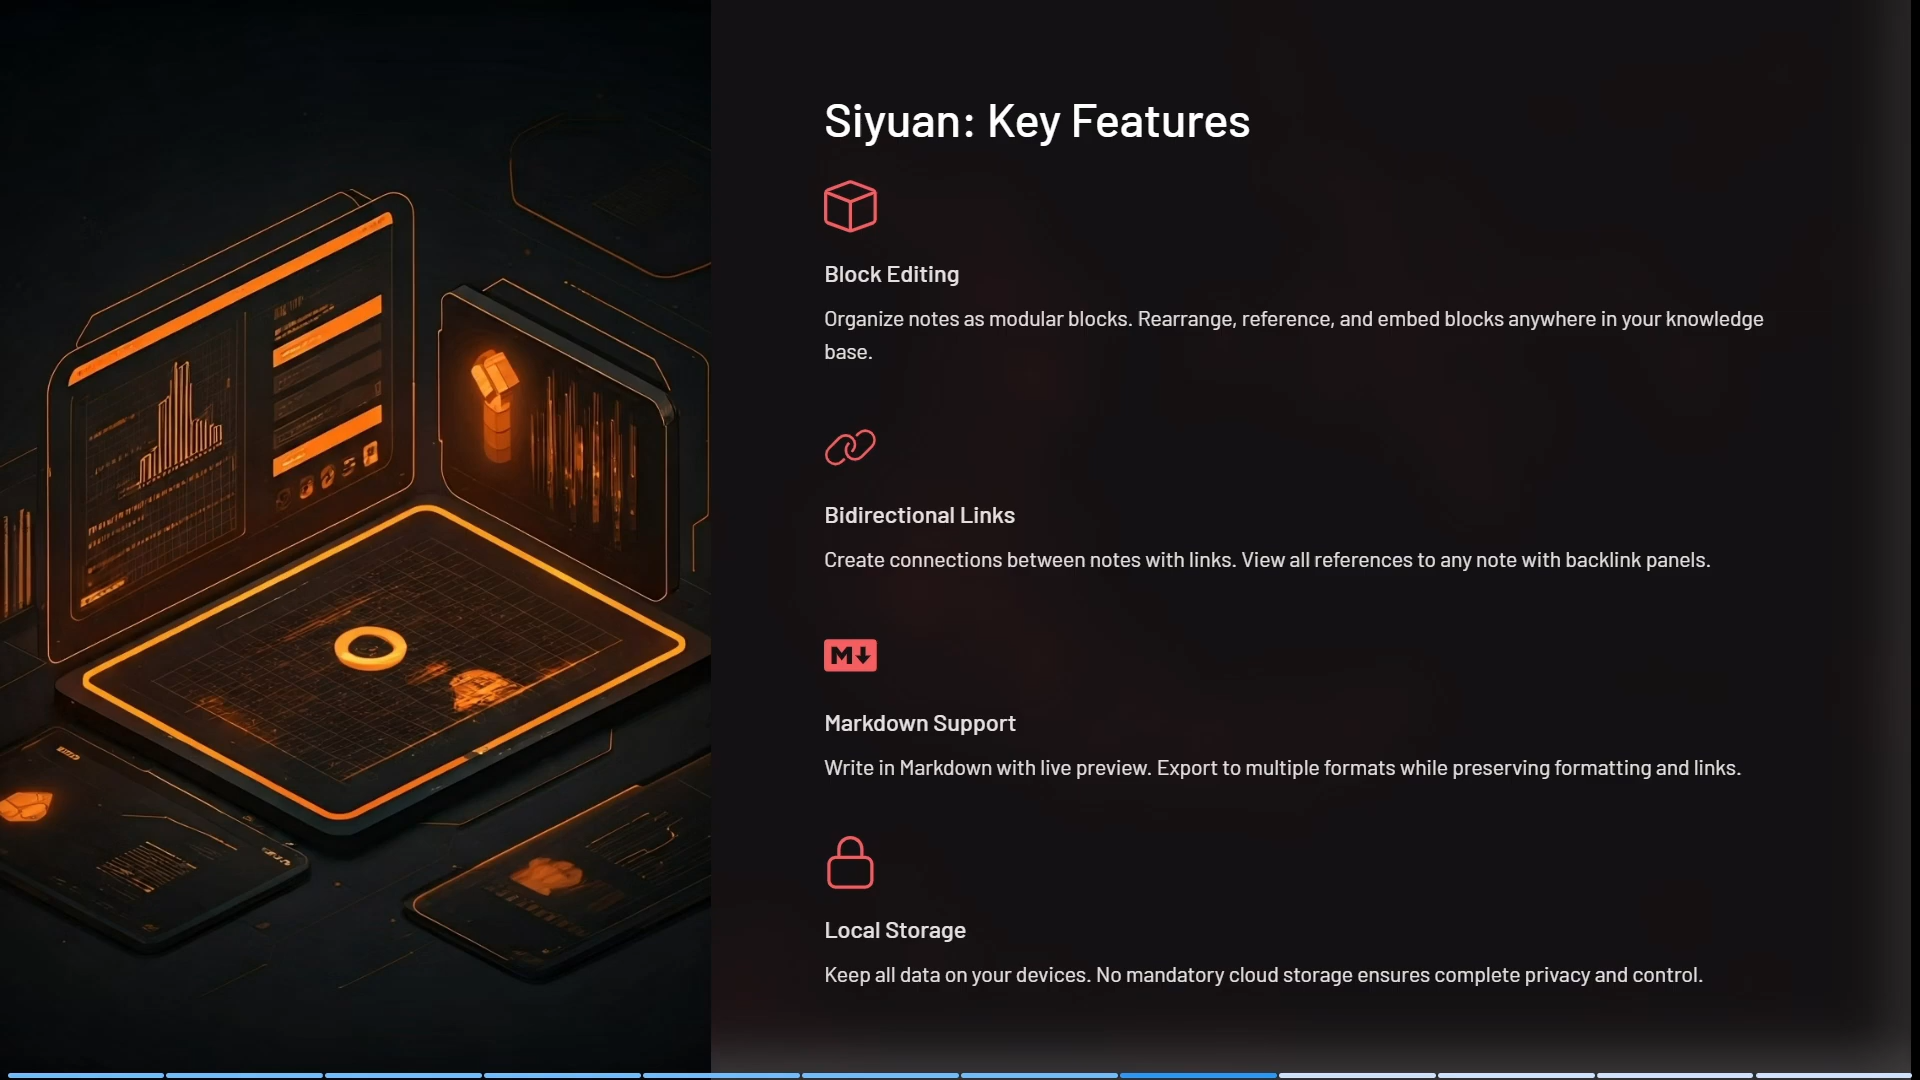 Siyuan: Key Features
Block Editing
Organize notes as modular blocks. Rearrange, reference, and embed blocks anywhere in your knowledge
base.
Bidirectional Links
Create connections between notes with links. View all references to any note with backlink panels.
M
Markdown Support
Write in Markdown with live preview. Export to multiple formats while preserving formatting and links.
Local Storage
Keep all data on your devices. No mandatory cloud storage ensures complete privacy and control.